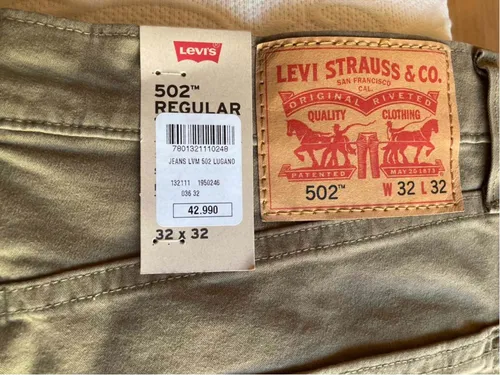 Levi's
502™
REGULAR
7801321110248
JEANS LVM 502 LUGANO
132111 1950246
036 32
42.990
32 x 32
LEVI STRAUSS & CO.
SAN FRANCISCO
CAL.
ORIGINAL RIVETED
QUALITY CLOTHING
PATENTED MAY 20 1873
502™ W 32 L 32